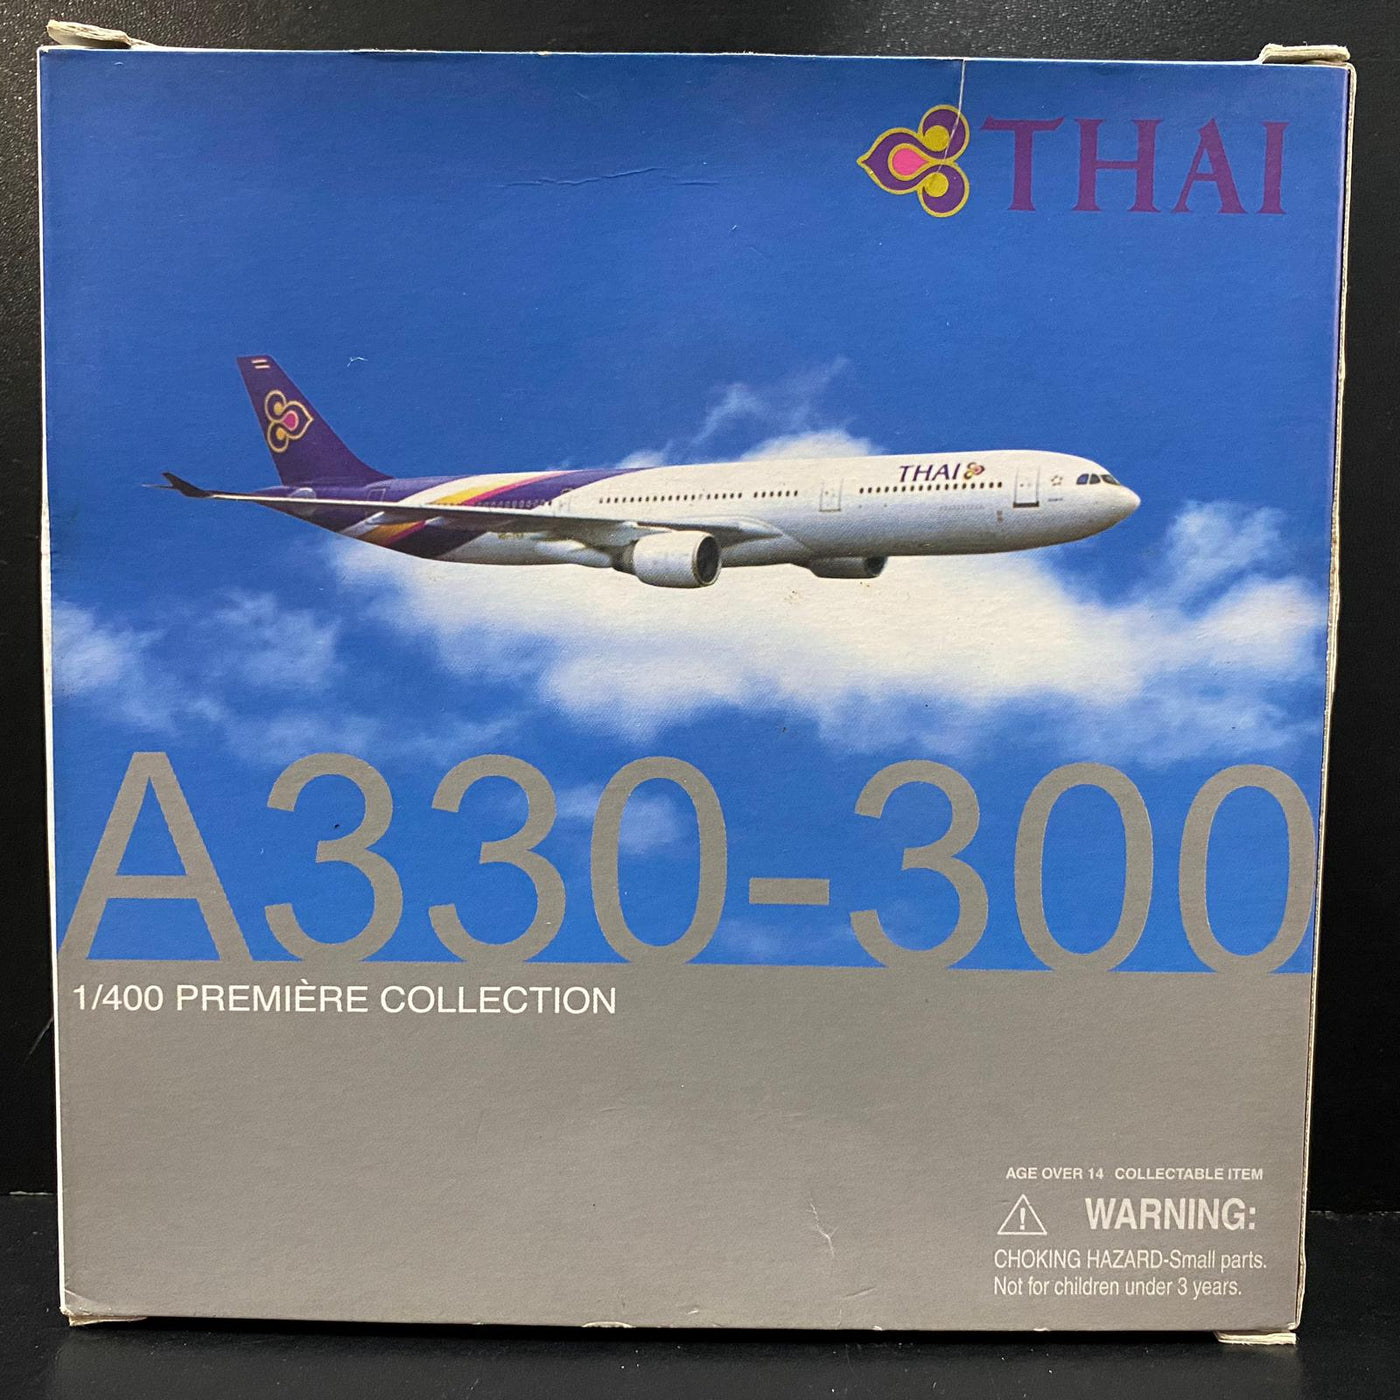 THAI
THAI
A330-300
1/400 PREMIÈRE COLLECTION
AGE OVER 14 COLLECTABLE ITEM
WARNING:
CHOKING HAZARD-Small parts.
Not for children under 3 years.